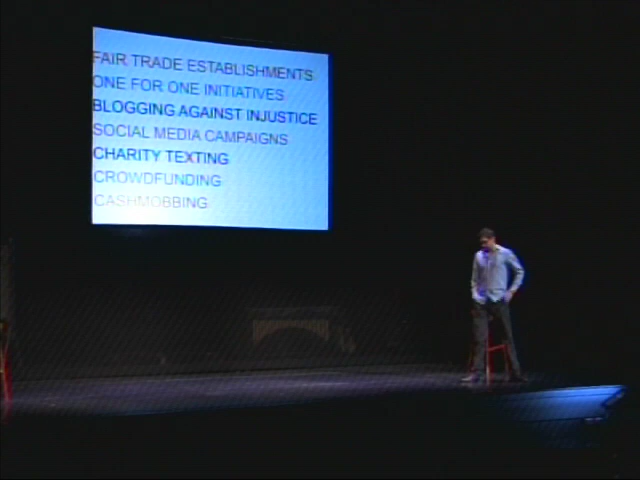 FAIR TRADE ESTABLISHMENTS
ONE FOR ONE INITIATIVES
BLOGGING AGAINST INJUSTICE
SOCIAL MEDIA CAMPAIGNS
CHARITY TEXTING
CROWDFUNDING
CASHMOBBING